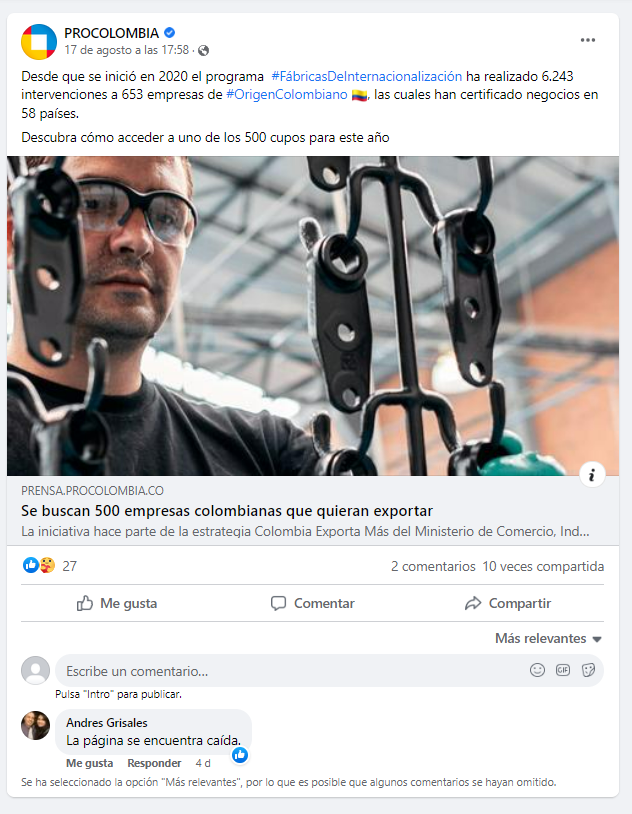 PROCOLOMBIA
17 de agosto a las 17:58 ·
Desde que se inició en 2020 el programa #FábricasDeInternacionalización ha realizado 6.243
intervenciones a 653 empresas de #OrigenColombiano 🇨🇴, las cuales han certificado negocios en
58 países.
Descubra cómo acceder a uno de los 500 cupos para este año
PRENSA.PROCOLOMBIA.CO
Se buscan 500 empresas colombianas que quieran exportar
La iniciativa hace parte de la estrategia Colombia Exporta Más del Ministerio de Comercio, Ind...
27
2 comentarios 10 veces compartida
Me gusta Comentar Compartir
Más relevantes
Escribe un comentario...
GIF
Pulsa "Intro" para publicar.
Andres Grisales
La página se encuentra caída.
Me gusta Responder 4 d
Se ha seleccionado la opción "Más relevantes", por lo que es posible que algunos comentarios se hayan omitido.